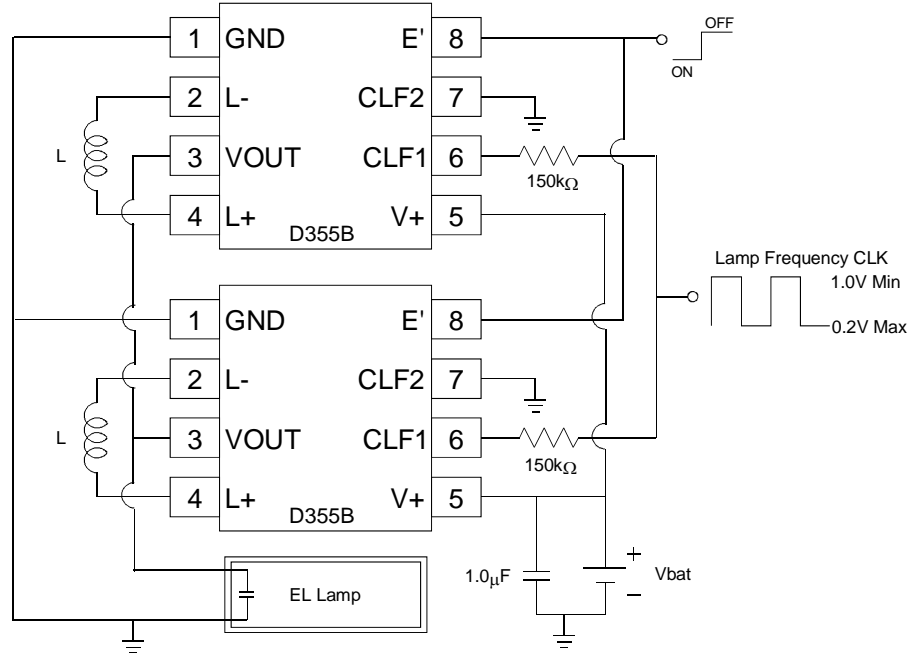 1 GND E' 8
OFF
ON
2 L- CLF2 7
L
3 VOUT CLF1 6
150kΩ
4 L+ V+ 5
D355B
Lamp Frequency CLK
1.0V Min
0.2V Max
1 GND E' 8
2 L- CLF2 7
L
3 VOUT CLF1 6
150kΩ
4 L+ V+ 5
D355B
EL Lamp
1.0μF
+
Vbat
−